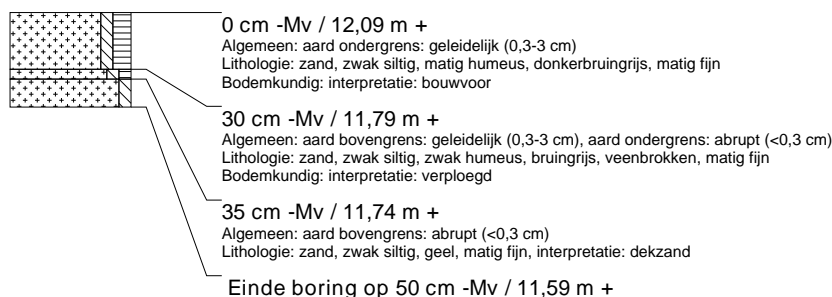 0 cm -Mv / 12,09 m +
Algemeen: aard ondergrens: geleidelijk (0,3-3 cm)
Lithologie: zand, zwak siltig, matig humeus, donkerbruingrijs, matig fijn
Bodemkundig: interpretatie: bouwvoor
30 cm -Mv / 11,79 m +
Algemeen: aard bovengrens: geleidelijk (0,3-3 cm), aard ondergrens: abrupt (<0,3 cm)
Lithologie: zand, zwak siltig, zwak humeus, bruingrijs, veenbrokken, matig fijn
Bodemkundig: interpretatie: verploegd
35 cm -Mv / 11,74 m +
Algemeen: aard bovengrens: abrupt (<0,3 cm)
Lithologie: zand, zwak siltig, geel, matig fijn, interpretatie: dekzand
Einde boring op 50 cm -Mv / 11,59 m +